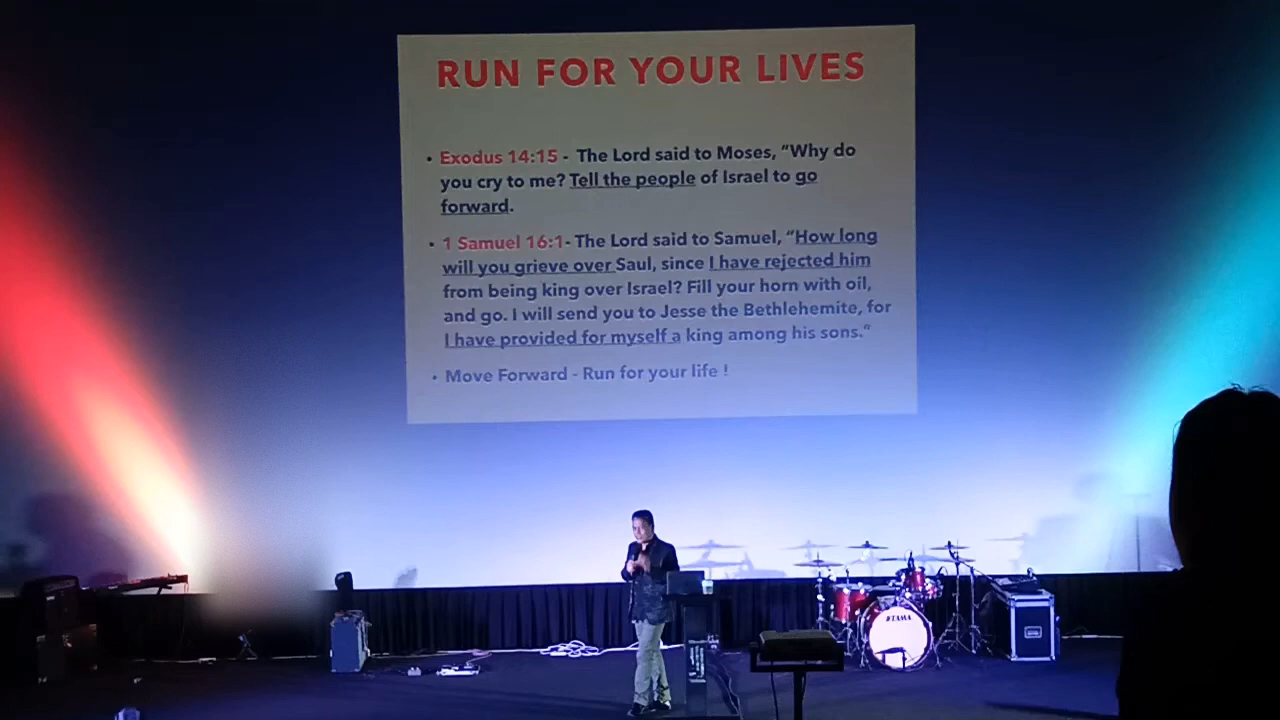 RUN FOR YOUR LIVES
• Exodus 14:15 - The Lord said to Moses, “Why do
you cry to me? Tell the people of Israel to go
forward.
• 1 Samuel 16:1- The Lord said to Samuel, “How long
will you grieve over Saul, since I have rejected him
from being king over Israel? Fill your horn with oil,
and go. I will send you to Jesse the Bethlehemite, for
I have provided for myself a king among his sons.”
• Move Forward - Run for your life !
TAMA